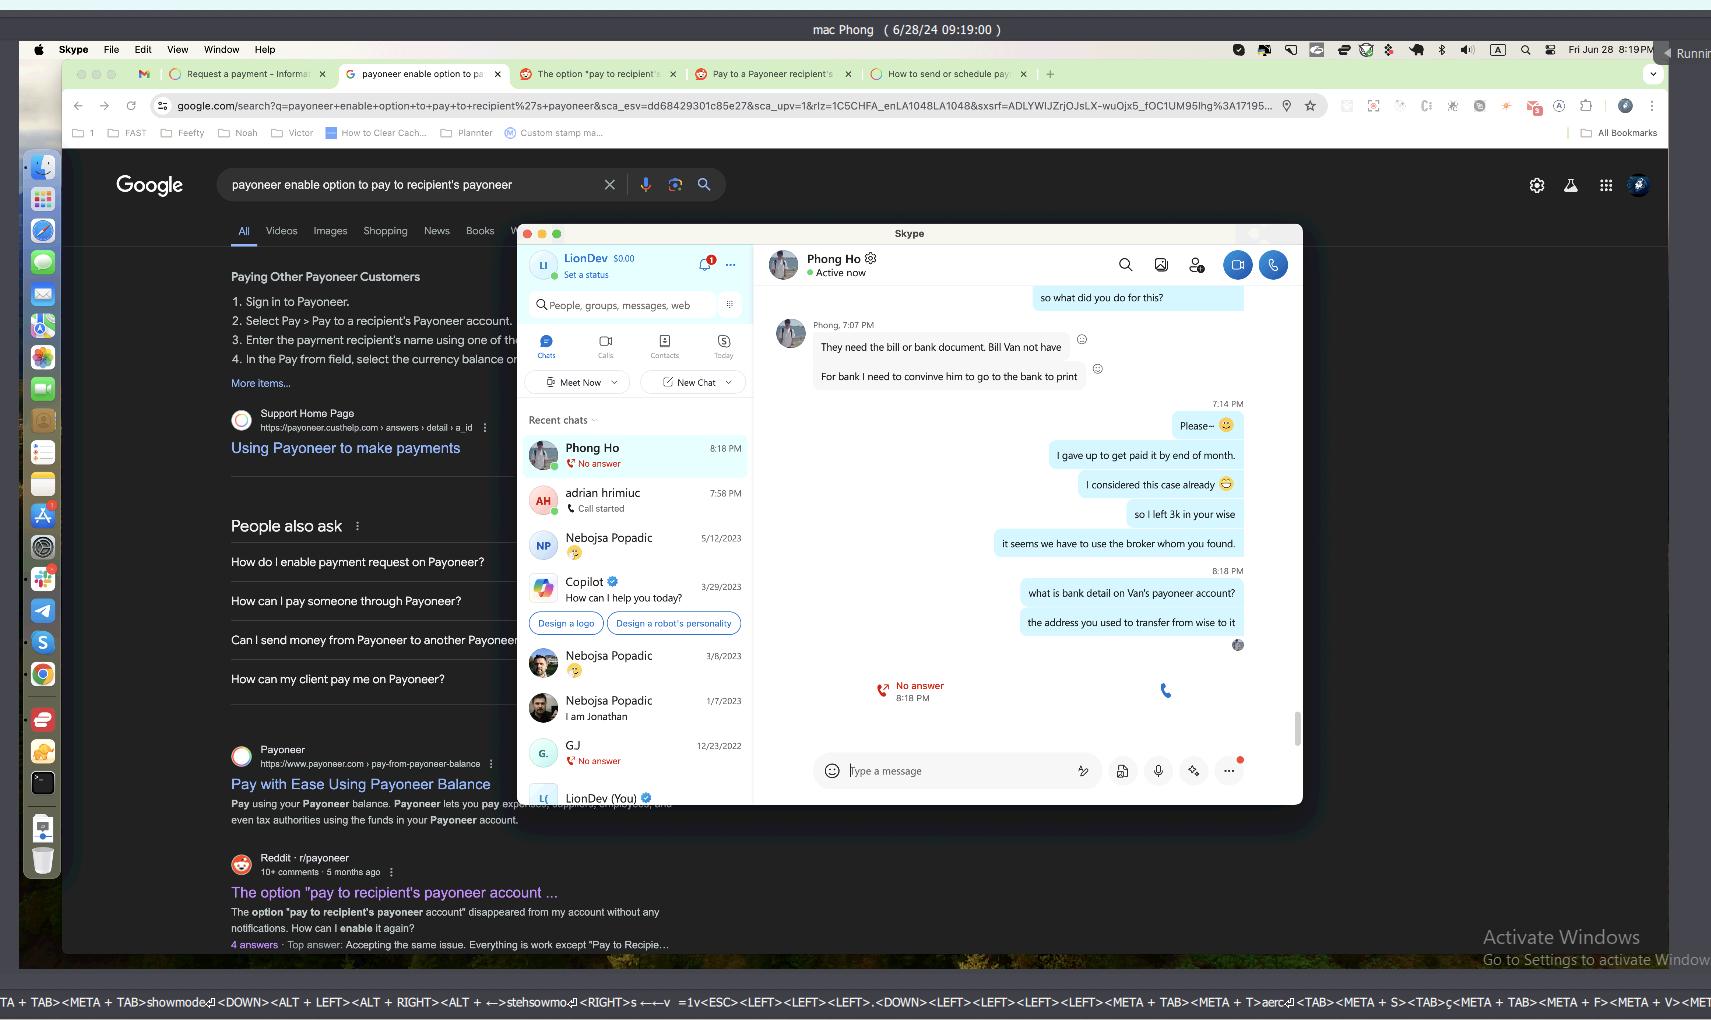 mac Phong ( 6/28/24 09:19:00 )
Skype File Edit View Window Help
A
Fri Jun 28 8:19PM
Request a payment - Informat
payoneer enable option to pa
The option "pay to recipient's
Pay to a Payoneer recipient's
How to send or schedule pay
google.com/search?q=payoneer+enable+option+to+pay+to+recipient%27s+payoneer&sca_esv=dd68429301c85e27&sca_upv=1&rlz=1C5CHFA_enLA1048LA1048&sxsrf=ADLYWIJZrjOJsLX-wuOjx5_fOC1UM95Ihg%3A17195...
1
FAST
Feefty
Noah
Victor
How to Clear Cach...
Plannter
Custom stamp ma...
All Bookmarks
Google
payoneer enable option to pay to recipient's payoneer
All Videos Images Shopping News Books
Paying Other Payoneer Customers
1. Sign in to Payoneer.
2. Select Pay > Pay to a recipient's Payoneer account.
3. Enter the payment recipient's name using one of the
4. In the Pay from field, select the currency balance or
More items...
Support Home Page
https://payoneer.custhelp.com › answers › detail › a_id
Using Payoneer to make payments
People also ask
How do I enable payment request on Payoneer?
How can I pay someone through Payoneer?
Can I send money from Payoneer to another Payoneer
How can my client pay me on Payoneer?
Payoneer
https://www.payoneer.com › pay-from-payoneer-balance
Pay with Ease Using Payoneer Balance
Pay using your Payoneer balance. Payoneer lets you pay expenses, suppliers, employees, and
even tax authorities using the funds in your Payoneer account.
Reddit · r/payoneer
10+ comments · 5 months ago
The option "pay to recipient's payoneer account ...
The option "pay to recipient's payoneer account" disappeared from my account without any
notifications. How can I enable it again?
4 answers · Top answer: Accepting the same issue. Everything is work except "Pay to Recipie...
Skype
LI
LionDev $0.00
Set a status
1
People, groups, messages, web
Chats
Calls
Contacts
Today
Meet Now
New Chat
Recent chats
Phong Ho 8:18 PM
No answer
AH
adrian hrimiuc 7:58 PM
Call started
NP
Nebojsa Popadic 5/12/2023
Copilot 3/29/2023
How can I help you today?
Design a logo
Design a robot's personality
Nebojsa Popadic 3/8/2023
Nebojsa Popadic 1/7/2023
I am Jonathan
G.
GJ 12/23/2022
No answer
L(
LionDev (You)
Phong Ho
Active now
so what did you do for this?
Phong, 7:07 PM
They need the bill or bank document. Bill Van not have
For bank I need to convinve him to go to the bank to print
7:14 PM
Please~
I gave up to get paid it by end of month.
I considered this case already
so I left 3k in your wise
it seems we have to use the broker whom you found.
8:18 PM
what is bank detail on Van's payoneer account?
the address you used to transfer from wise to it
No answer
8:18 PM
Type a message
Activate Windows
Go to Settings to activate Window
TA + TAB><META + TAB>showmode⏎<DOWN><ALT + LEFT><ALT + RIGHT><ALT + ←>stehsowmo⏎<RIGHT>s ←←v =1v<ESC><LEFT><LEFT><LEFT>.<DOWN><LEFT><LEFT><LEFT><LEFT><META + TAB><META + T>aerc⏎<TAB><META + S><TAB>ç<META + TAB><META + F><META + V><MET